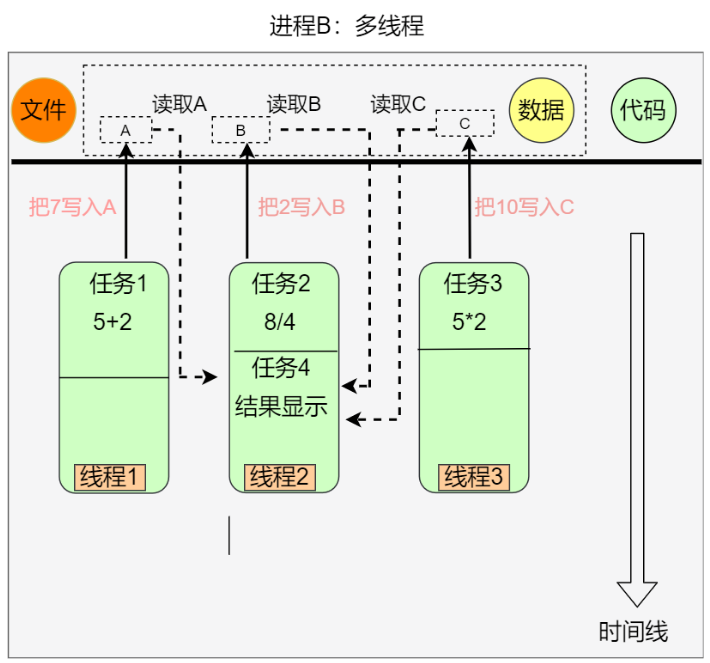 进程B：多线程
文件
读取A
读取B
读取C
数据
代码
A
B
C
把7写入A
把2写入B
把10写入C
任务1
5+2
任务2
8/4
任务3
5*2
任务4
结果显示
线程1
线程2
线程3
时间线